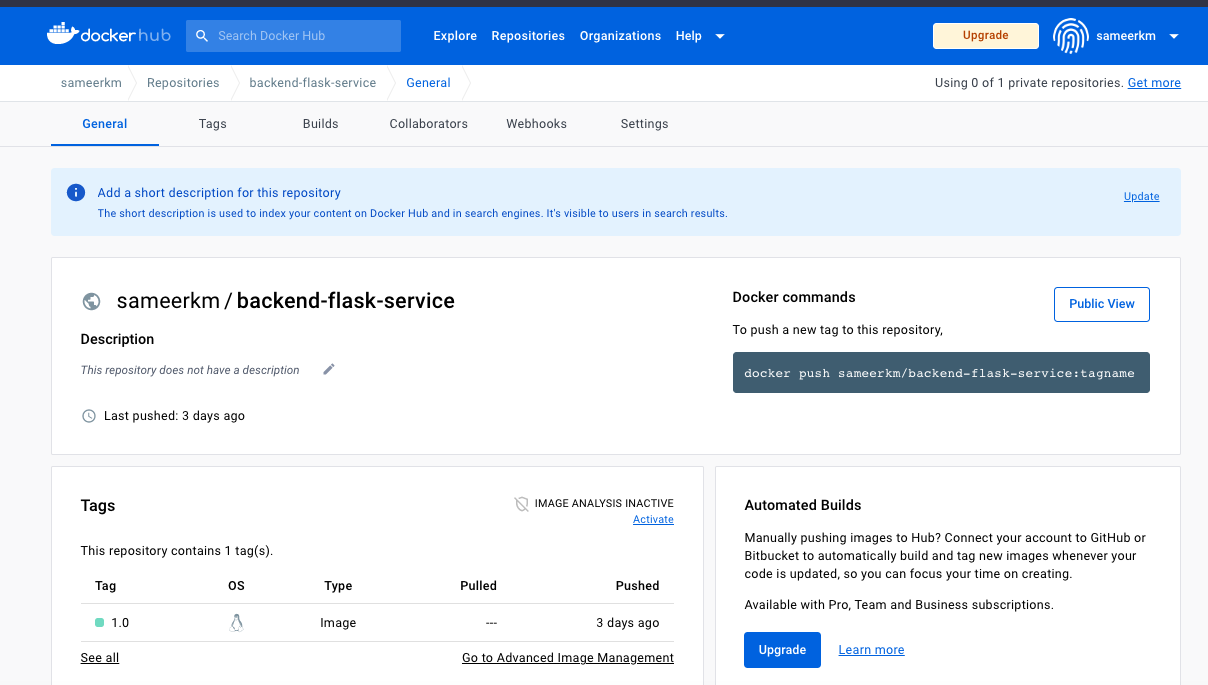 dockerhub
Search Docker Hub
Explore Repositories Organizations Help
Upgrade
sameerkm
sameerkm Repositories backend-flask-service General
Using 0 of 1 private repositories. Get more
General Tags Builds Collaborators Webhooks Settings
Add a short description for this repository
The short description is used to index your content on Docker Hub and in search engines. It's visible to users in search results.
Update
sameerkm / backend-flask-service
Description
This repository does not have a description
Last pushed: 3 days ago
Docker commands
Public View
To push a new tag to this repository,
docker push sameerkm/backend-flask-service:tagname
Tags
IMAGE ANALYSIS INACTIVE
Activate
This repository contains 1 tag(s).
Tag OS Type Pulled Pushed
1.0 Image --- 3 days ago
See all
Go to Advanced Image Management
Automated Builds
Manually pushing images to Hub? Connect your account to GitHub or
Bitbucket to automatically build and tag new images whenever your
code is updated, so you can focus your time on creating.
Available with Pro, Team and Business subscriptions.
Upgrade
Learn more